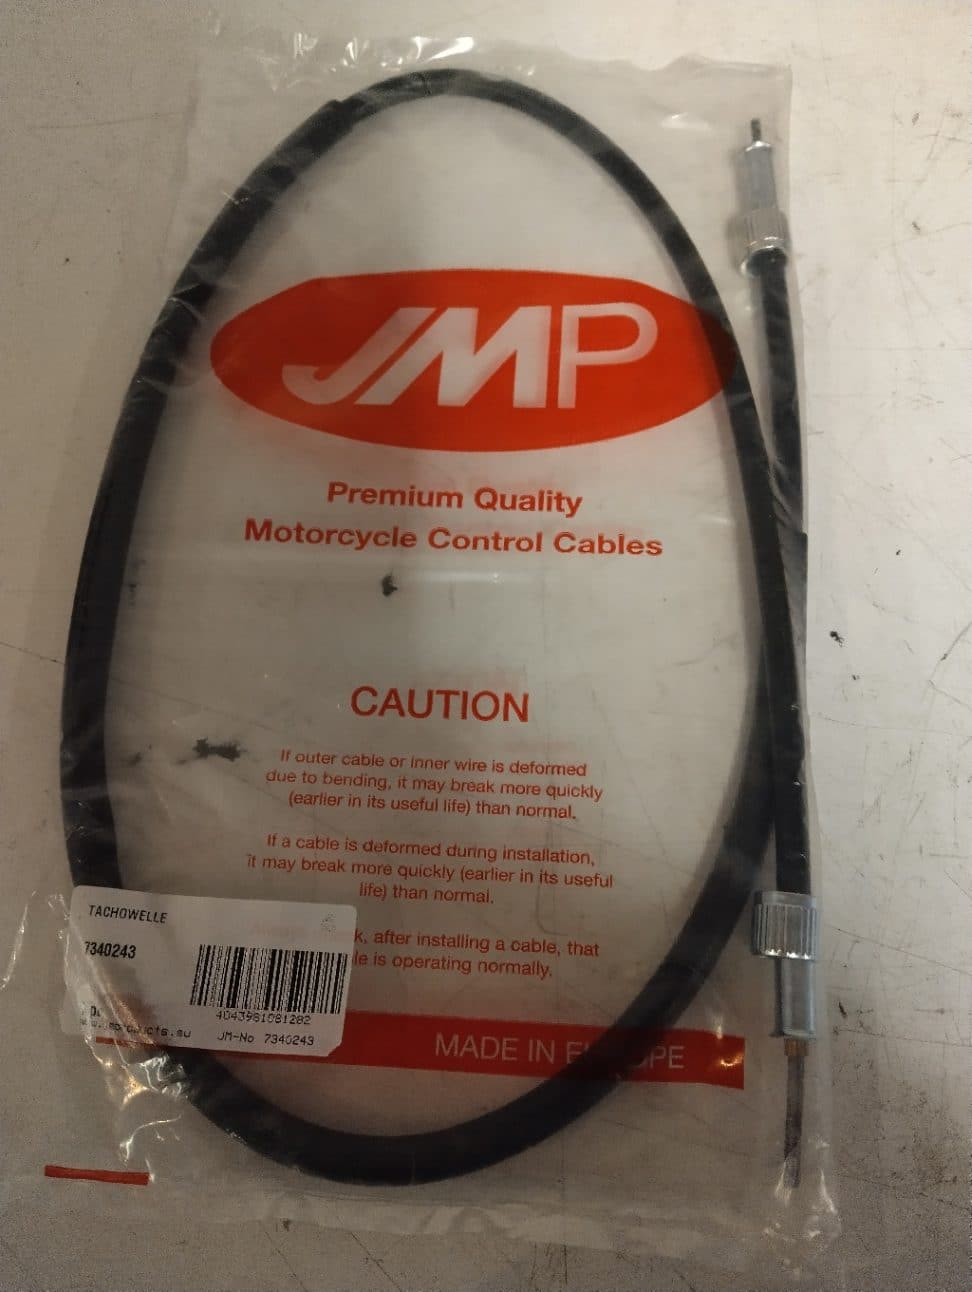 JMP
Premium Quality
Motorcycle Control Cables
CAUTION
If outer cable or inner wire is deformed
due to bending, it may break more quickly
(earlier in its useful life) than normal.
If a cable is deformed during installation,
it may break more quickly (earlier in its useful
life) than normal.
k, after installing a cable, that
le is operating normally.
TACHOWELLE
7340243
4043981081282
JM-No 7340243
MADE IN EUROPE